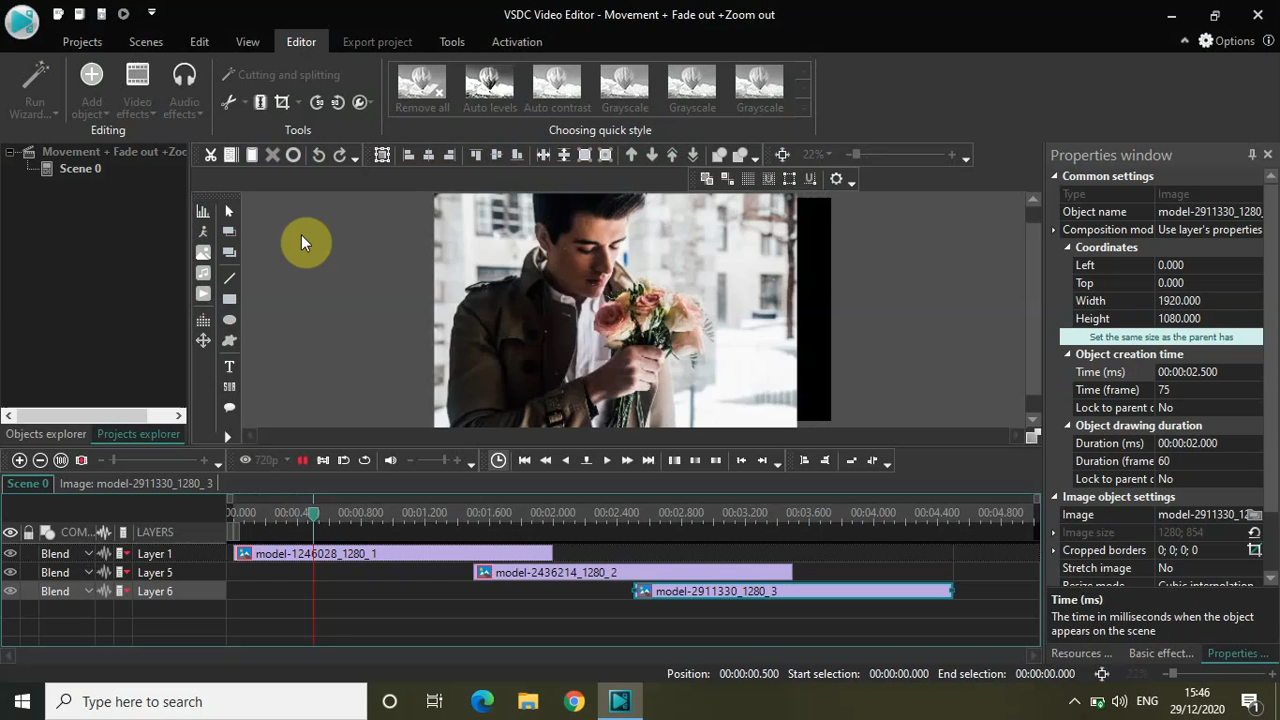 VSDC Video Editor - Movement + Fade out +Zoom out
Projects Scenes Edit View Editor Export project Tools Activation Options
Run Wizard... Add object Video effects Audio effects
Editing
Cutting and splitting
Tools
Remove all Auto levels Auto contrast Grayscale Grayscale Grayscale
Choosing quick style
Movement + Fade out +Zoo
Scene 0
Objects explorer Projects explorer
22%
Properties window
Common settings
Type Image
Object name model-2911330_1280_
Composition mod Use layer's properties
Coordinates
Left 0.000
Top 0.000
Width 1920.000
Height 1080.000
Set the same size as the parent has
Object creation time
Time (ms) 00:00:02.500
Time (frame) 75
Lock to parent c No
Object drawing duration
Duration (ms) 00:00:02.000
Duration (frame 60
Lock to parent c No
Image object settings
Image model-2911330_12
Image size 1280; 854
Cropped borders 0; 0; 0; 0
Stretch image No
Resize mode Cubic interpolation
Time (ms)
The time in milliseconds when the object
appears on the scene
Resources ... Basic effect... Properties ...
720p
Scene 0 Image: model-2911330_1280_ 3
0.000 00:00.400 00:00.800 00:01.200 00:01.600 00:02.000 00:02.400 00:02.800 00:03.200 00:03.600 00:04.000 00:04.400 00:04.800
COM... LAYERS
Blend Layer 1 model-1246028_1280_1
Blend Layer 5 model-2436214_1280_2
Blend Layer 6 model-2911330_1280_3
Position: 00:00:00.500 Start selection: 00:00:00.000 End selection: 00:00:00.000 22%
Type here to search
ENG
15:46
29/12/2020